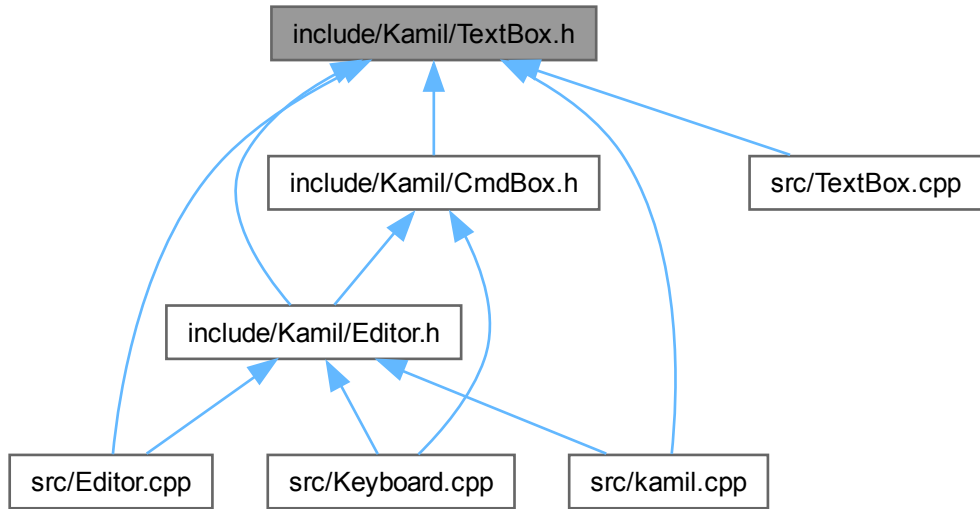 include/Kamil/TextBox.h
include/Kamil/CmdBox.h
src/TextBox.cpp
include/Kamil/Editor.h
src/Editor.cpp
src/Keyboard.cpp
src/kamil.cpp